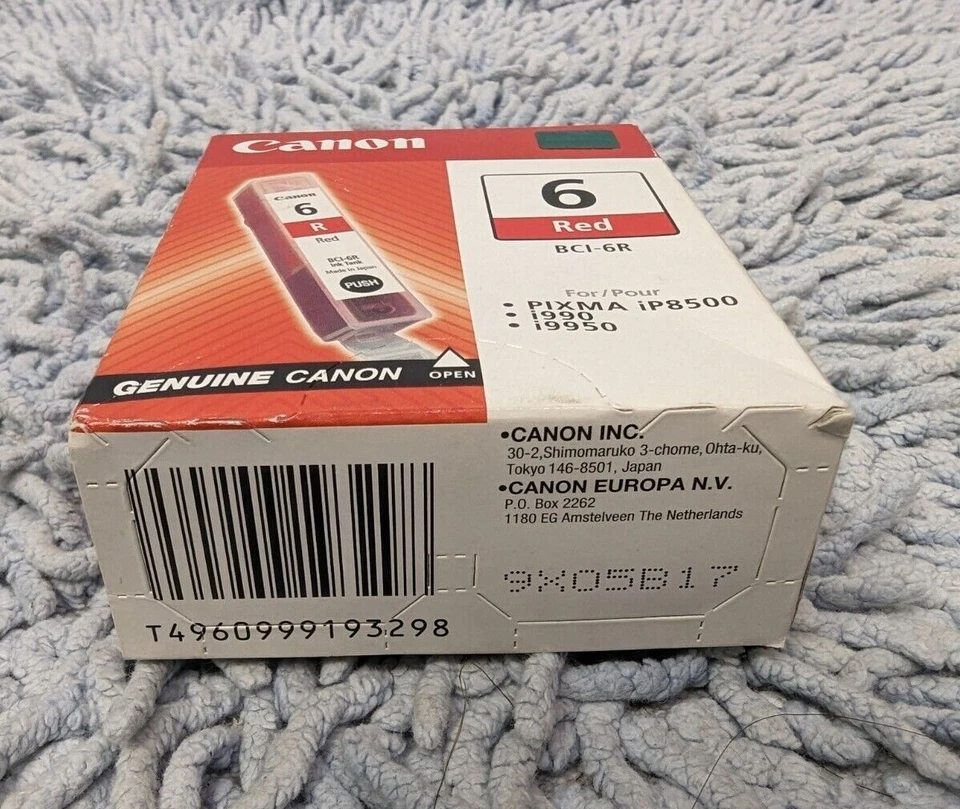 Canon
Canon
6
R
Red
BCI-6R
Ink Tank
Made in Japan
PUSH
GENUINE CANON
OPEN
6
Red
BCI-6R
For/Pour
• PIXMA iP8500
• i990
• i9950
•CANON INC.
30-2,Shimomaruko 3-chome, Ohta-ku,
Tokyo 146-8501, Japan
•CANON EUROPA N.V.
P.O. Box 2262
1180 EG Amstelveen The Netherlands
9X05B17
T4960999193298